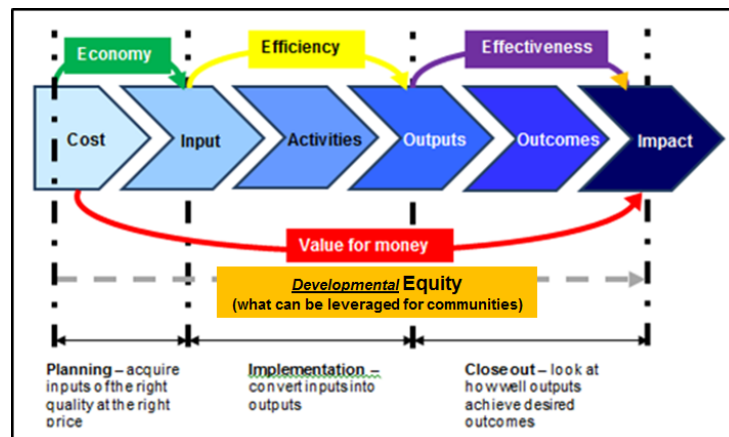 Economy
Efficiency
Effectiveness
Cost
Input
Activities
Outputs
Outcomes
Impact
Value for money
Developmental Equity
(what can be leveraged for communities)
Planning – acquire
inputs of the right
quality at the right
price
Implementation –
convert inputs into
outputs
Close out – look at
how well outputs
achieve desired
outcomes